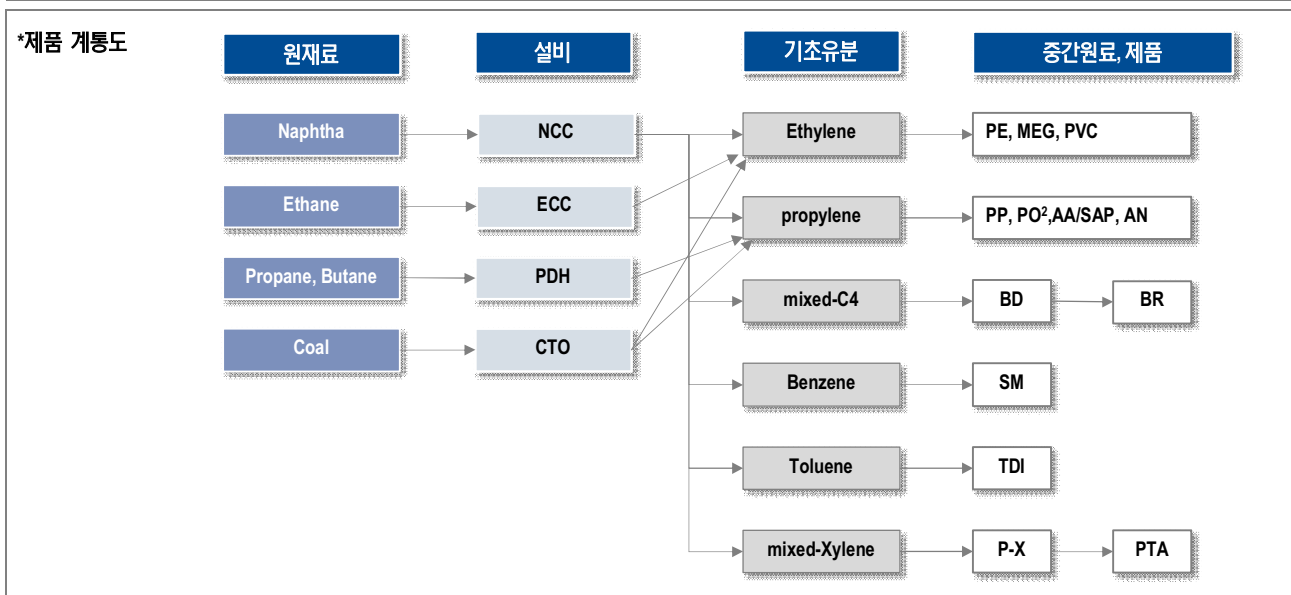 *제품 계통도
원재료
설비
기초유분
중간원료, 제품
Naphtha
NCC
Ethylene
PE, MEG, PVC
Ethane
ECC
propylene
PP, PO²,AA/SAP, AN
Propane, Butane
PDH
mixed-C4
BD
BR
Coal
CTO
Benzene
SM
Toluene
TDI
mixed-Xylene
P-X
PTA